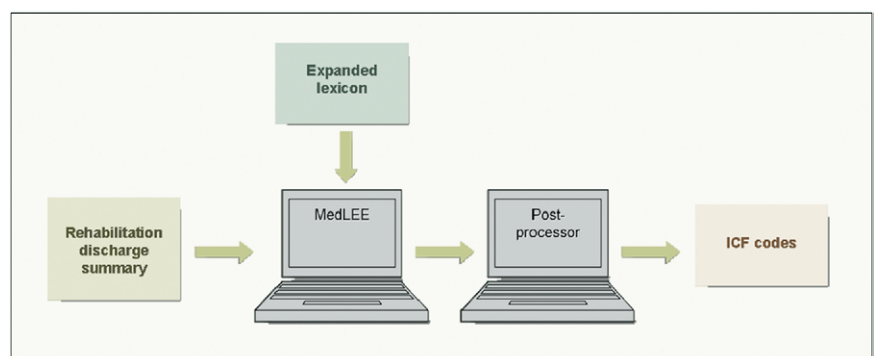 Expanded
lexicon
Rehabilitation
discharge
summary
MedLEE
Post-
processor
ICF codes